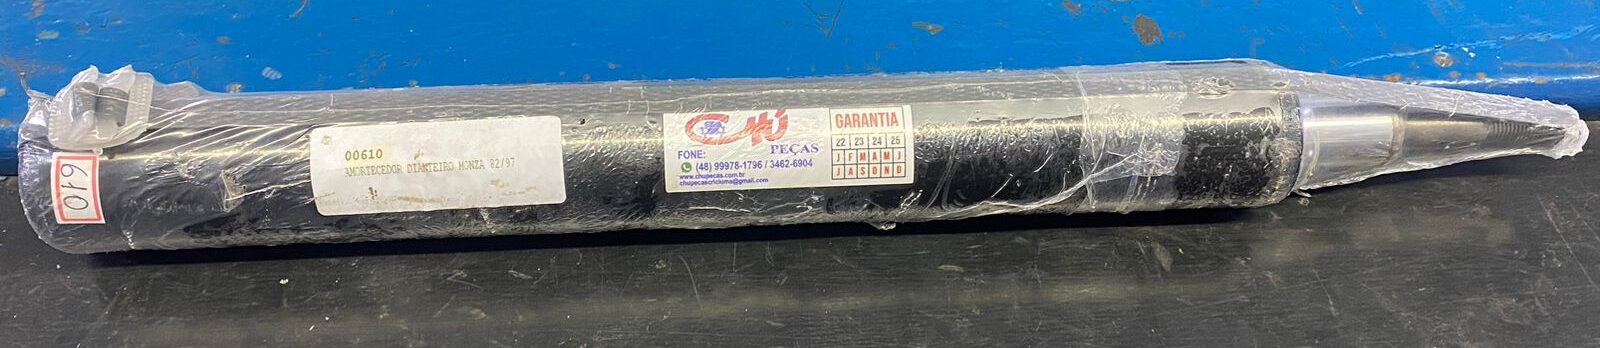 610
00610
AMORTECEDOR DIANTEIRO MONZA 82/97
CHÚ
PEÇAS
FONE:
(48) 99978-1796 / 3462-6904
www.chupecas.com.br
chupecascriciuma@gmail.com
GARANTIA
22 23 24 25
J F M A M J
J A S O N D